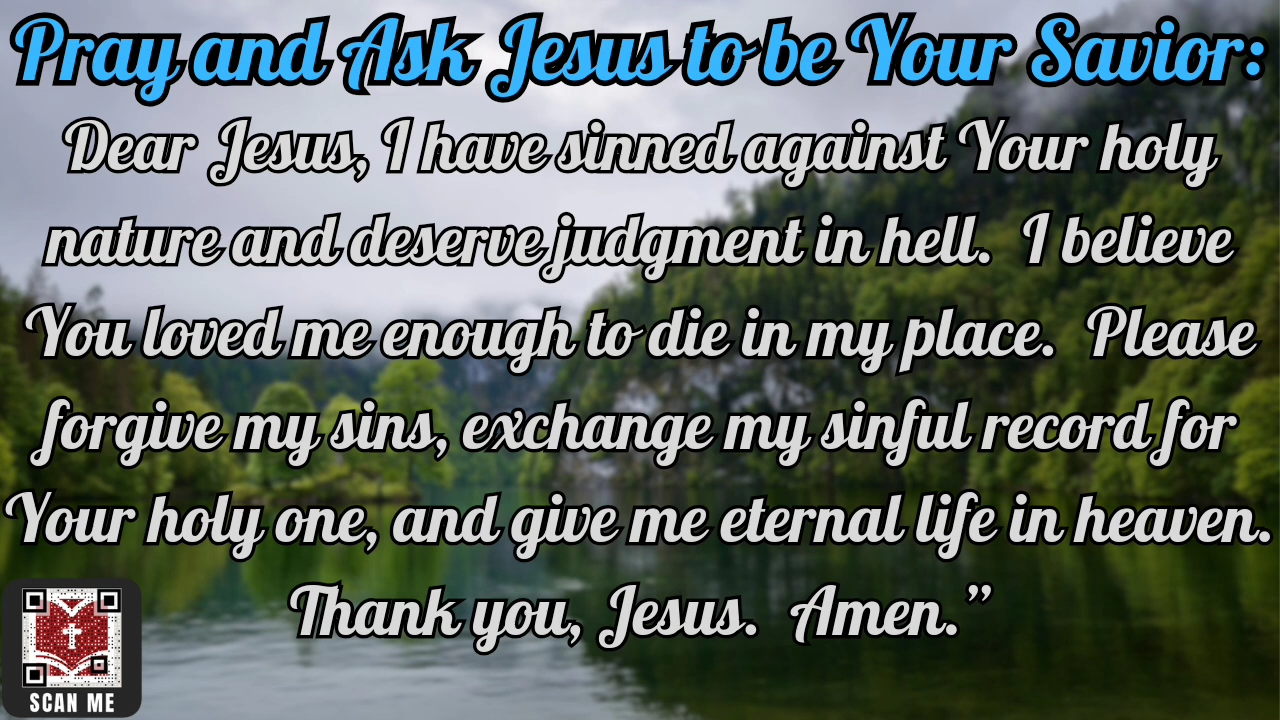 Pray and Ask Jesus to be Your Savior:
Dear Jesus, I have sinned against Your holy
nature and deserve judgment in hell. I believe
You loved me enough to die in my place. Please
forgive my sins, exchange my sinful record for
Your holy one, and give me eternal life in heaven.
Thank you, Jesus. Amen.”
SCAN ME